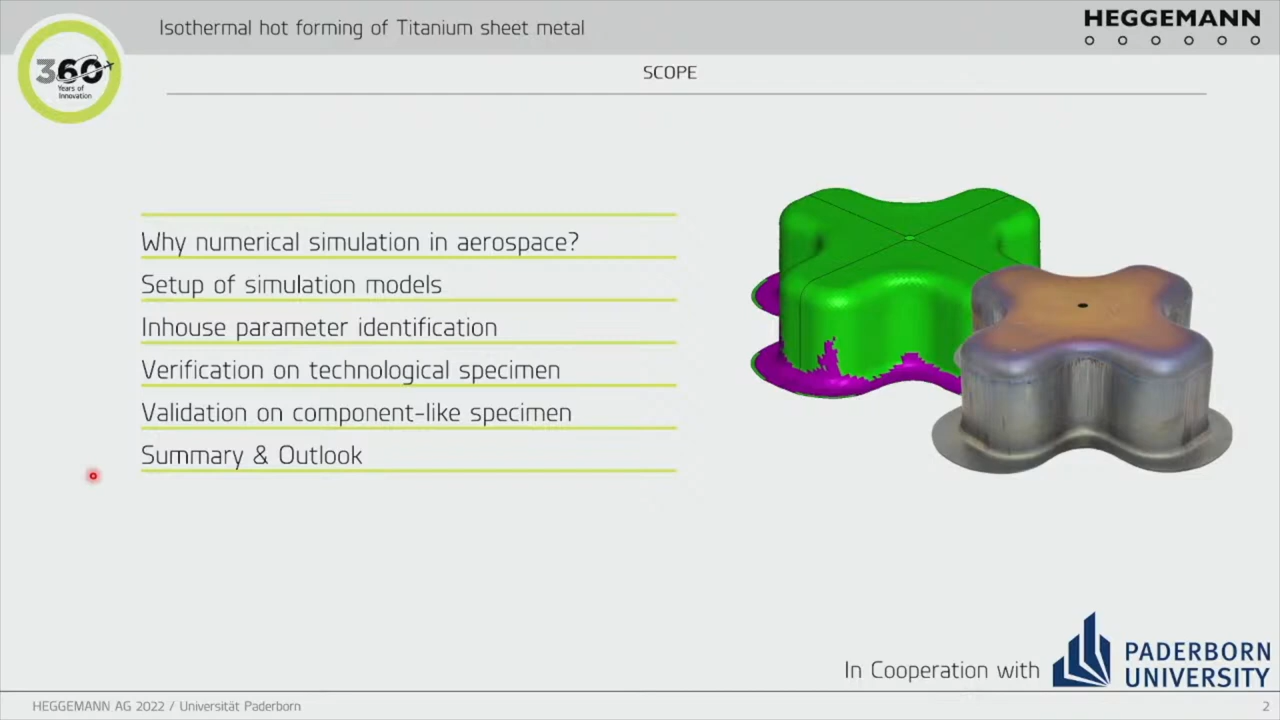 Isothermal hot forming of Titanium sheet metal
HEGGEMANN
360
Years of
Innovation
SCOPE
Why numerical simulation in aerospace?
Setup of simulation models
Inhouse parameter identification
Verification on technological specimen
Validation on component-like specimen
Summary & Outlook
In Cooperation with
PADERBORN
UNIVERSITY
HEGGEMANN AG 2022 / Universität Paderborn
2